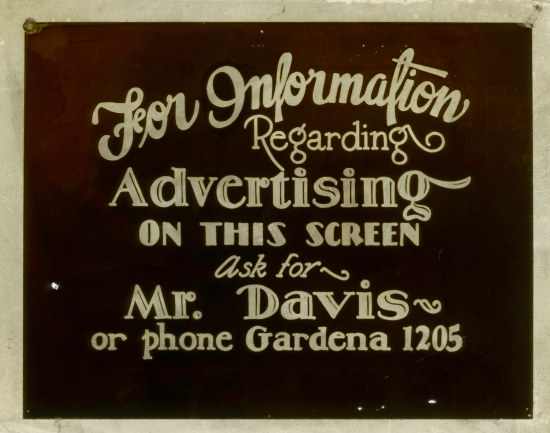 For Information
Regarding
Advertising
ON THIS SCREEN
Ask for
Mr. Davis
or phone Gardena 1205